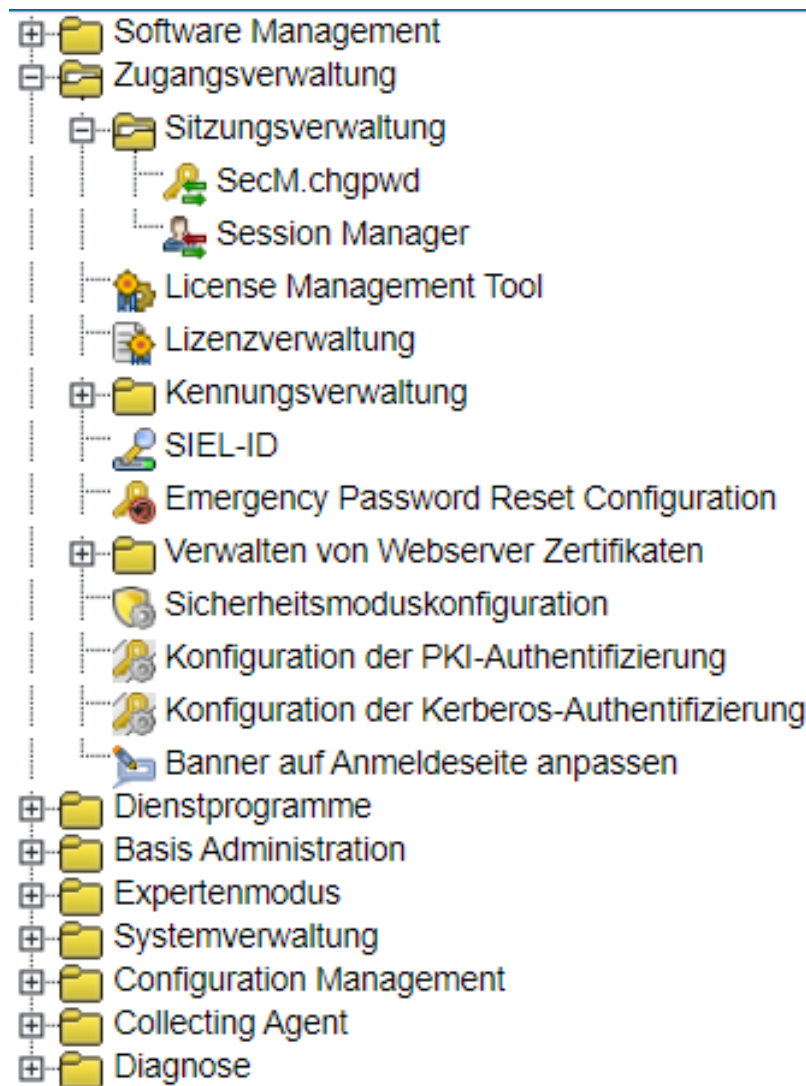 Software Management
Zugangsverwaltung
Sitzungsverwaltung
SecM.chgpwd
Session Manager
License Management Tool
Lizenzverwaltung
Kennungsverwaltung
SIEL-ID
Emergency Password Reset Configuration
Verwalten von Webserver Zertifikaten
Sicherheitsmoduskonfiguration
Konfiguration der PKI-Authentifizierung
Konfiguration der Kerberos-Authentifizierung
Banner auf Anmeldeseite anpassen
Dienstprogramme
Basis Administration
Expertenmodus
Systemverwaltung
Configuration Management
Collecting Agent
Diagnose